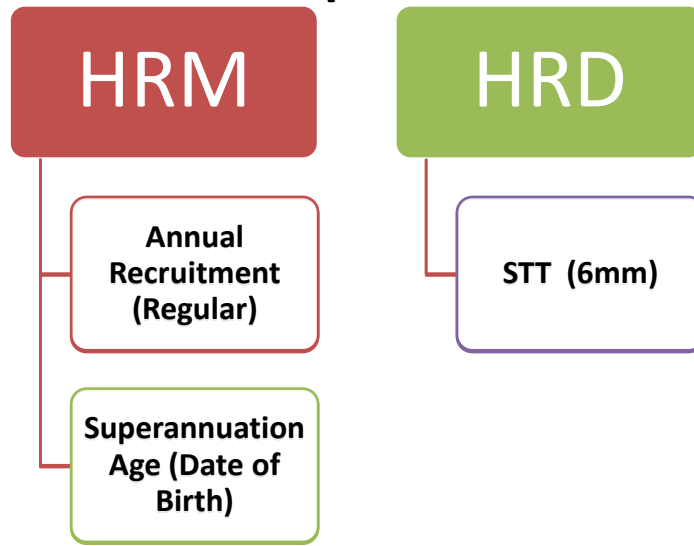 HRM
Annual
Recruitment
(Regular)
Superannuation
Age (Date of
Birth)
HRD
STT (6mm)